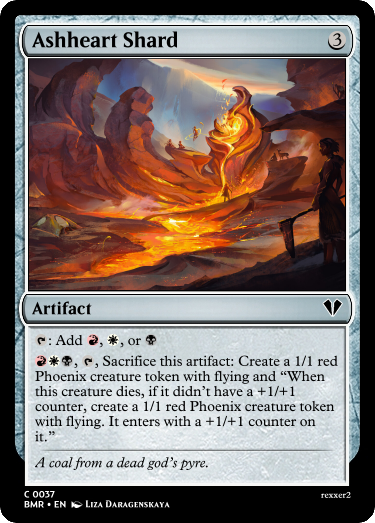 Ashheart Shard 3
Artifact
: Add , , or
, , Sacrifice this artifact: Create a 1/1 red
Phoenix creature token with flying and “When
this creature dies, if it didn't have a +1/+1
counter, create a 1/1 red Phoenix creature token
with flying. It enters with a +1/+1 counter on
it.”
A coal from a dead god's pyre.
C 0037
BMR • EN Liza Daragenskaya
rexxer2